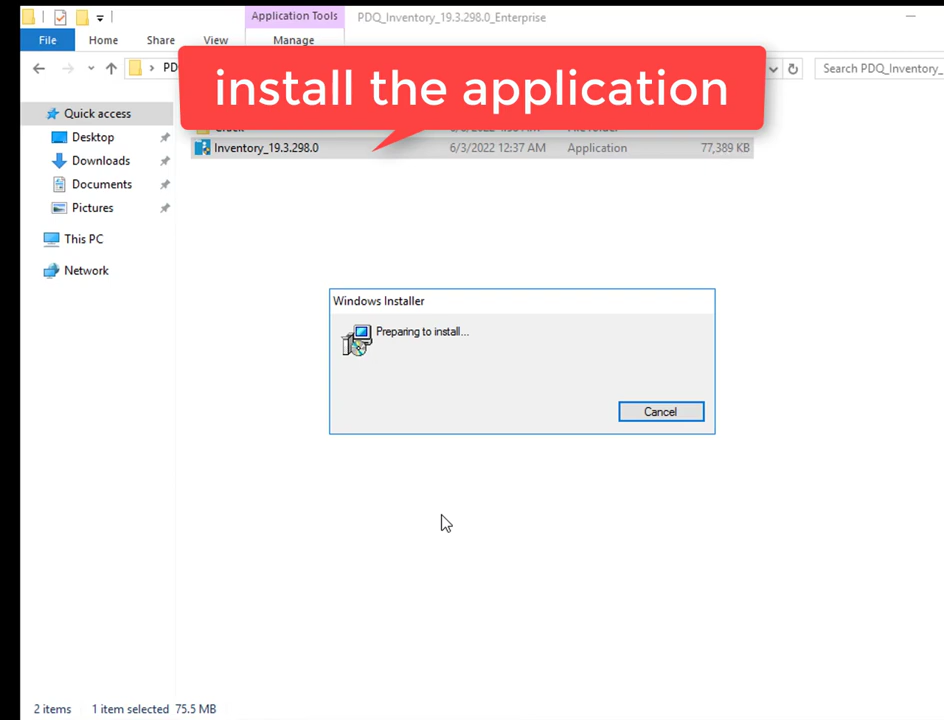 Application Tools PDQ_Inventory_19.3.298.0_Enterprise
File Home Share View Manage
PD Search PDQ_Inventory_
install the application
Quick access
Desktop
Inventory_19.3.298.0 6/3/2022 12:37 AM Application 77,389 KB
Downloads
Documents
Pictures
This PC
Network
Windows Installer
Preparing to install...
Cancel
2 items 1 item selected 75.5 MB